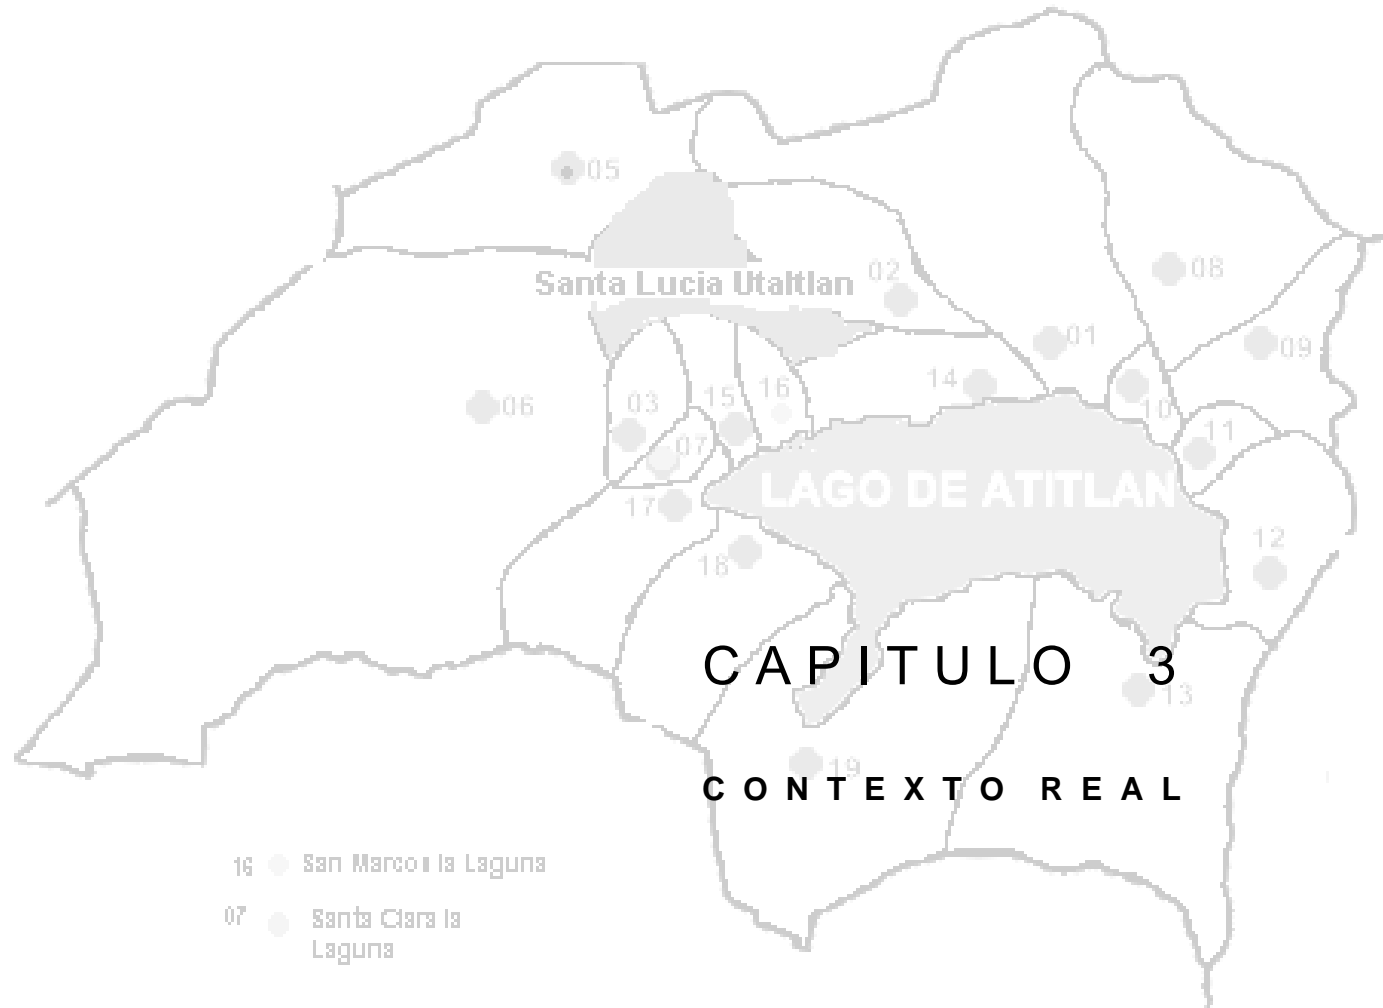 05
Santa Lucia Utaltlan
02
08
01
09
14
16
15
03
06
10
11
07
LAGO DE ATITLAN
17
12
18
CAPITULO 3
13
19
CONTEXTO REAL
16 San Marcos la Laguna
07 Santa Clara la
Laguna